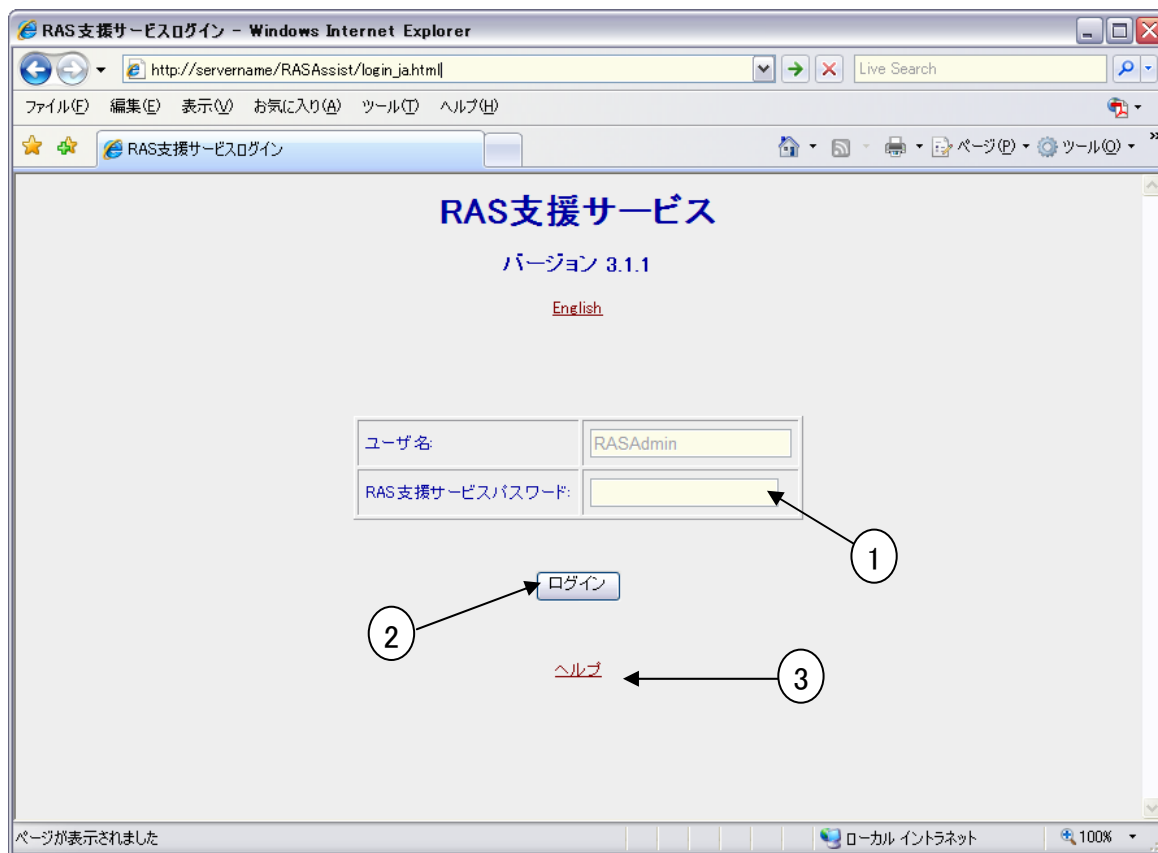 RAS支援サービスログイン - Windows Internet Explorer
http://servername/RASAssist/login_ja.html
Live Search
ファイル(F) 編集(E) 表示(V) お気に入り(A) ツール(T) ヘルプ(H)
RAS支援サービスログイン
ページ(P) ツール(O) »
RAS支援サービス
バージョン 3.1.1
English
ユーザ名: RASAdmin
RAS支援サービスパスワード:
1
ログイン
2
ヘルプ
3
ページが表示されました ローカル イントラネット 100%